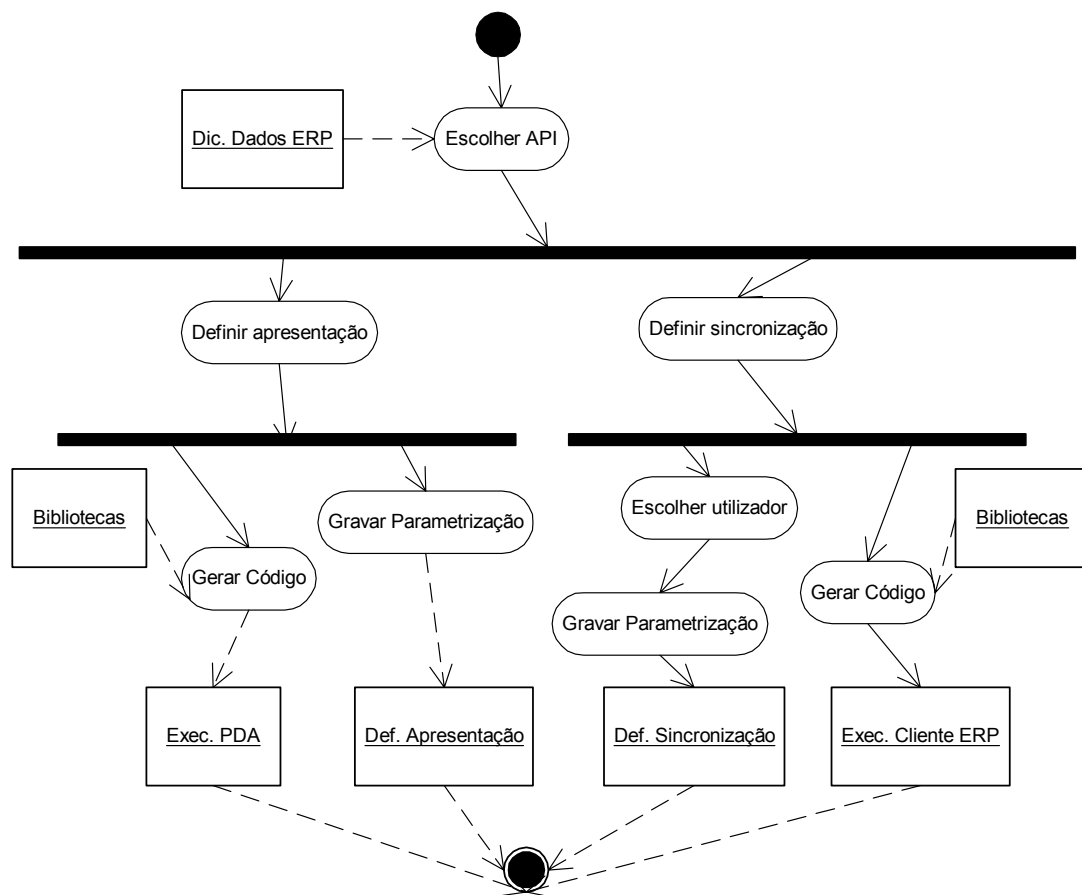 Dic. Dados ERP
Escolher API
Definir apresentação
Definir sincronização
Bibliotecas
Gravar Parametrização
Escolher utilizador
Bibliotecas
Gerar Código
Gerar Código
Gravar Parametrização
Exec. PDA
Def. Apresentação
Def. Sincronização
Exec. Cliente ERP